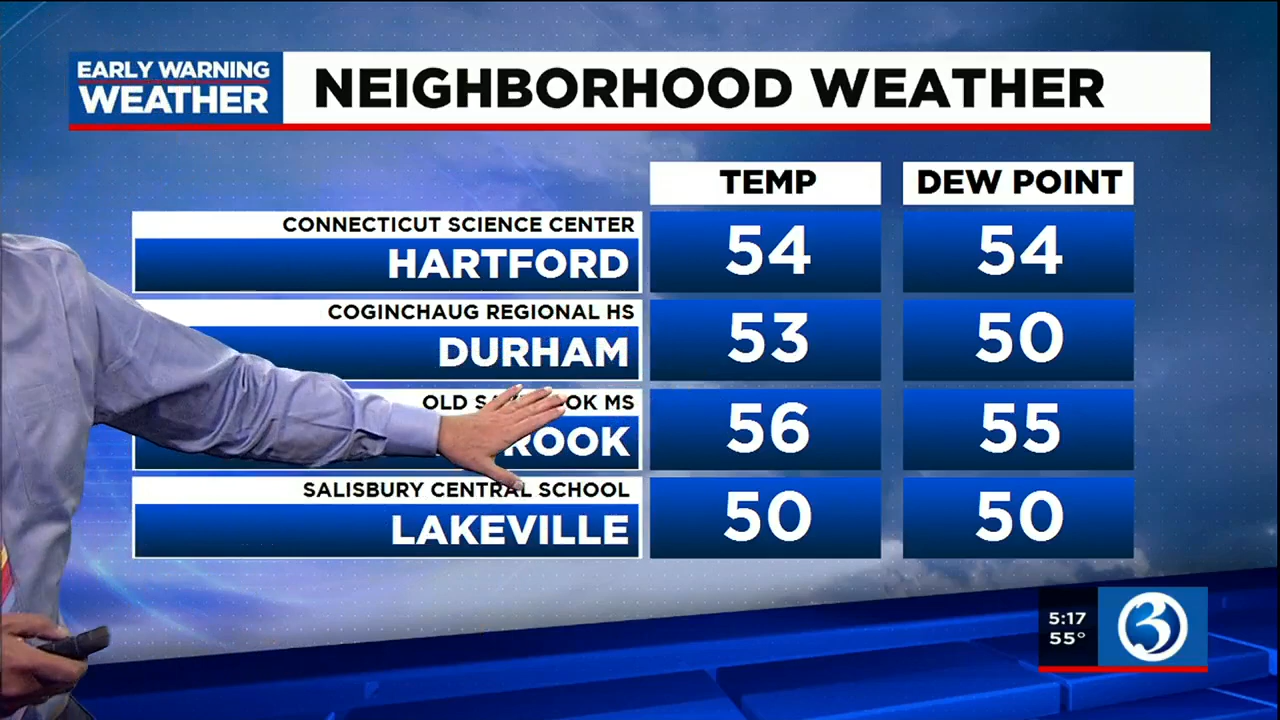 EARLY WARNING
WEATHER
NEIGHBORHOOD WEATHER
TEMP DEW POINT
CONNECTICUT SCIENCE CENTER
HARTFORD 54 54
COGINCHAUG REGIONAL HS
DURHAM 53 50
OLD MS
56 55
SALISBURY CENTRAL SCHOOL
LAKEVILLE 50 50
5:17
55°
3